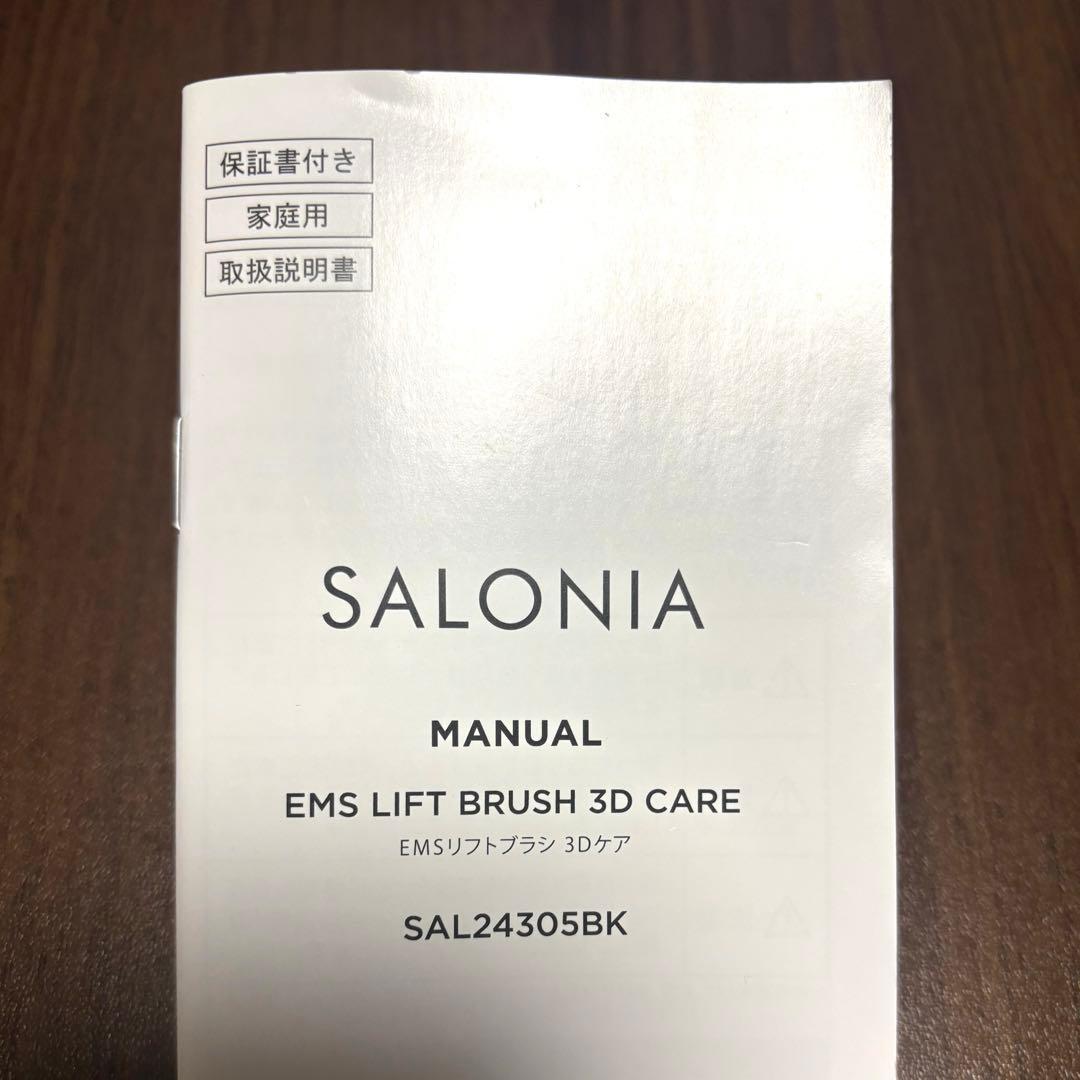 保証書付き
家庭用
取扱説明書
SALONIA
MANUAL
EMS LIFT BRUSH 3D CARE
EMSリフトブラシ 3Dケア
SAL24305BK